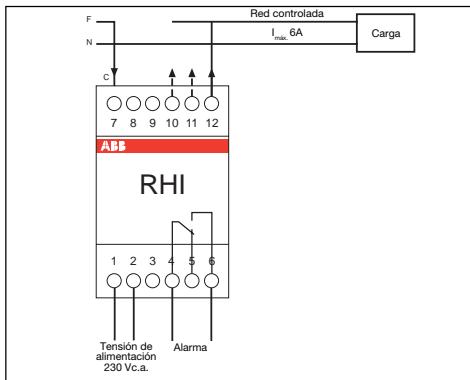 F
Red controlada
N
Imáx. 6A
Carga
C
7 8 9 10 11 12
ABB
RHI
1 2 3 4 5 6
Tensión de
alimentación
230 Vc.a.
Alarma